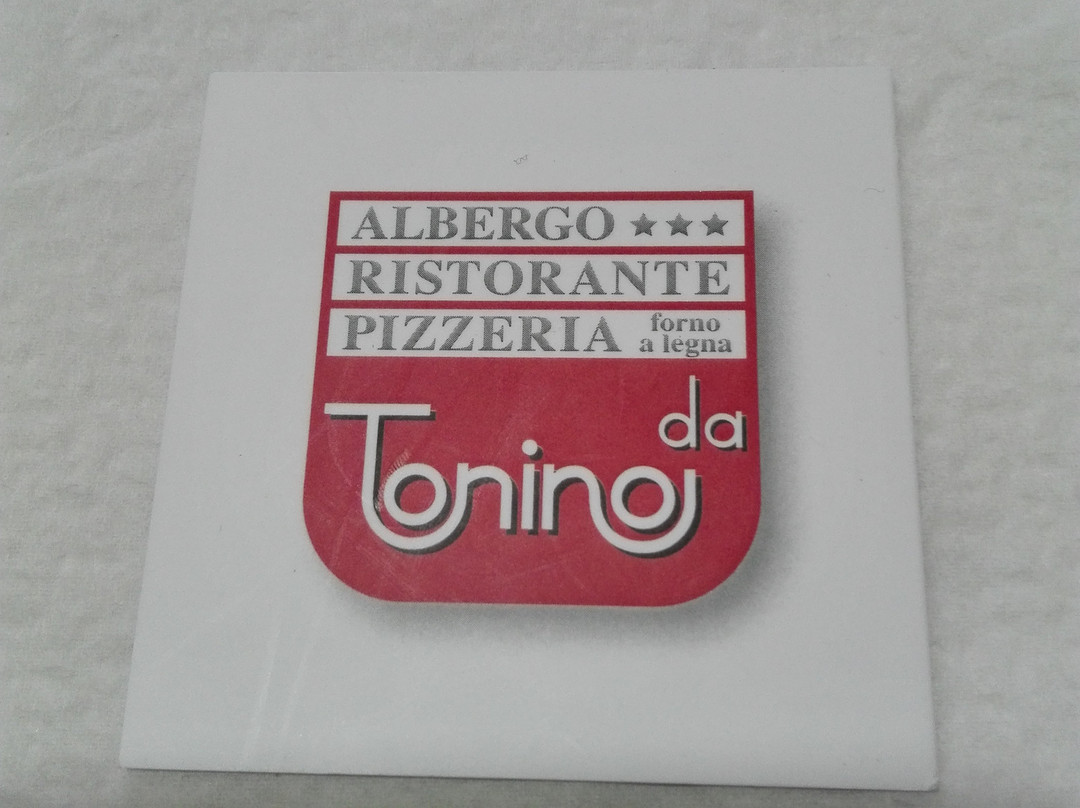 ALBERGO ★★★
RISTORANTE
PIZZERIA forno a legna
da
Tonino